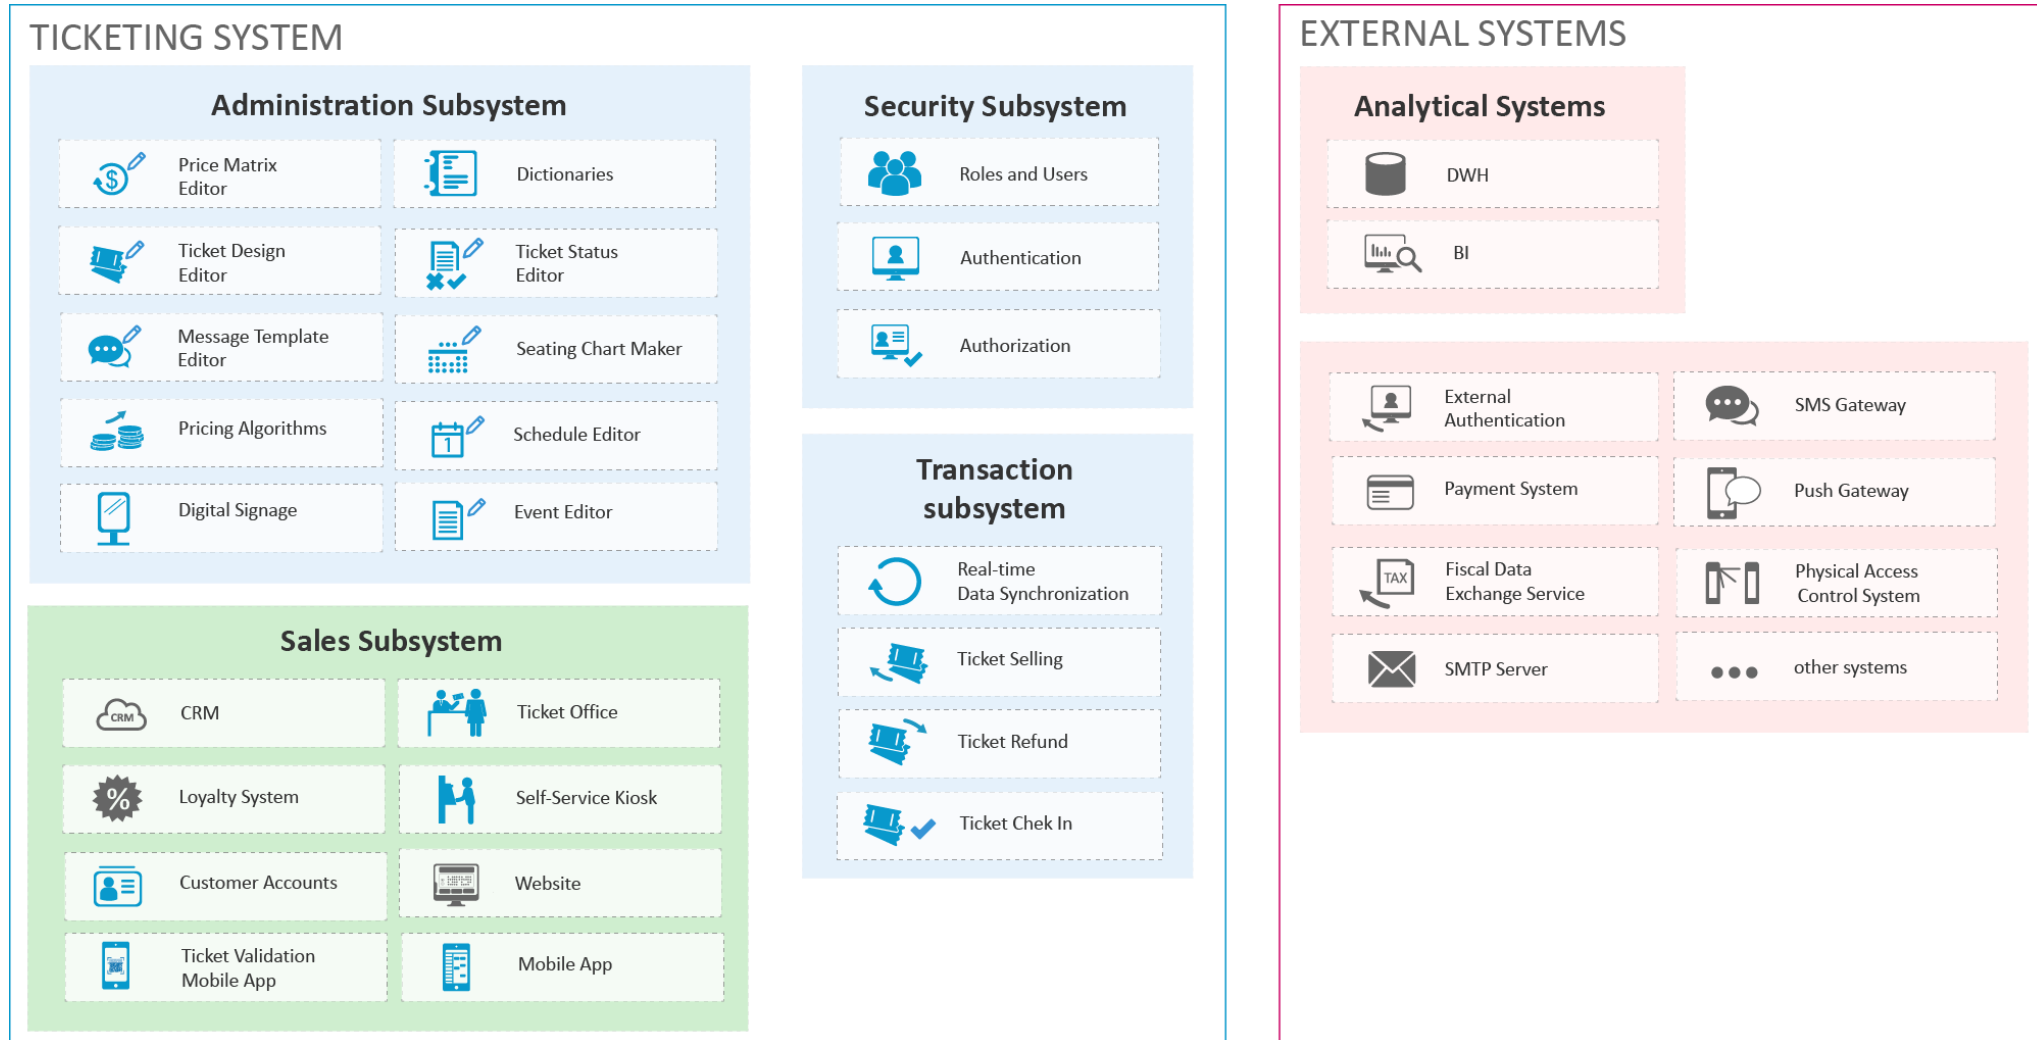 TICKETING SYSTEM
Administration Subsystem
Price Matrix
Editor
Dictionaries
Ticket Design
Editor
Ticket Status
Editor
Message Template
Editor
Seating Chart Maker
Pricing Algorithms
1
Schedule Editor
Digital Signage
Event Editor
Sales Subsystem
CRM
CRM
Ticket Office
%
Loyalty System
Self-Service Kiosk
Customer Accounts
Website
Ticket Validation
Mobile App
Mobile App
Security Subsystem
Roles and Users
Authentication
Authorization
Transaction
subsystem
Real-time
Data Synchronization
Ticket Selling
Ticket Refund
Ticket Chek In
EXTERNAL SYSTEMS
Analytical Systems
DWH
BI
External
Authentication
SMS Gateway
Payment System
Push Gateway
TAX
Fiscal Data
Exchange Service
Physical Access
Control System
SMTP Server
other systems